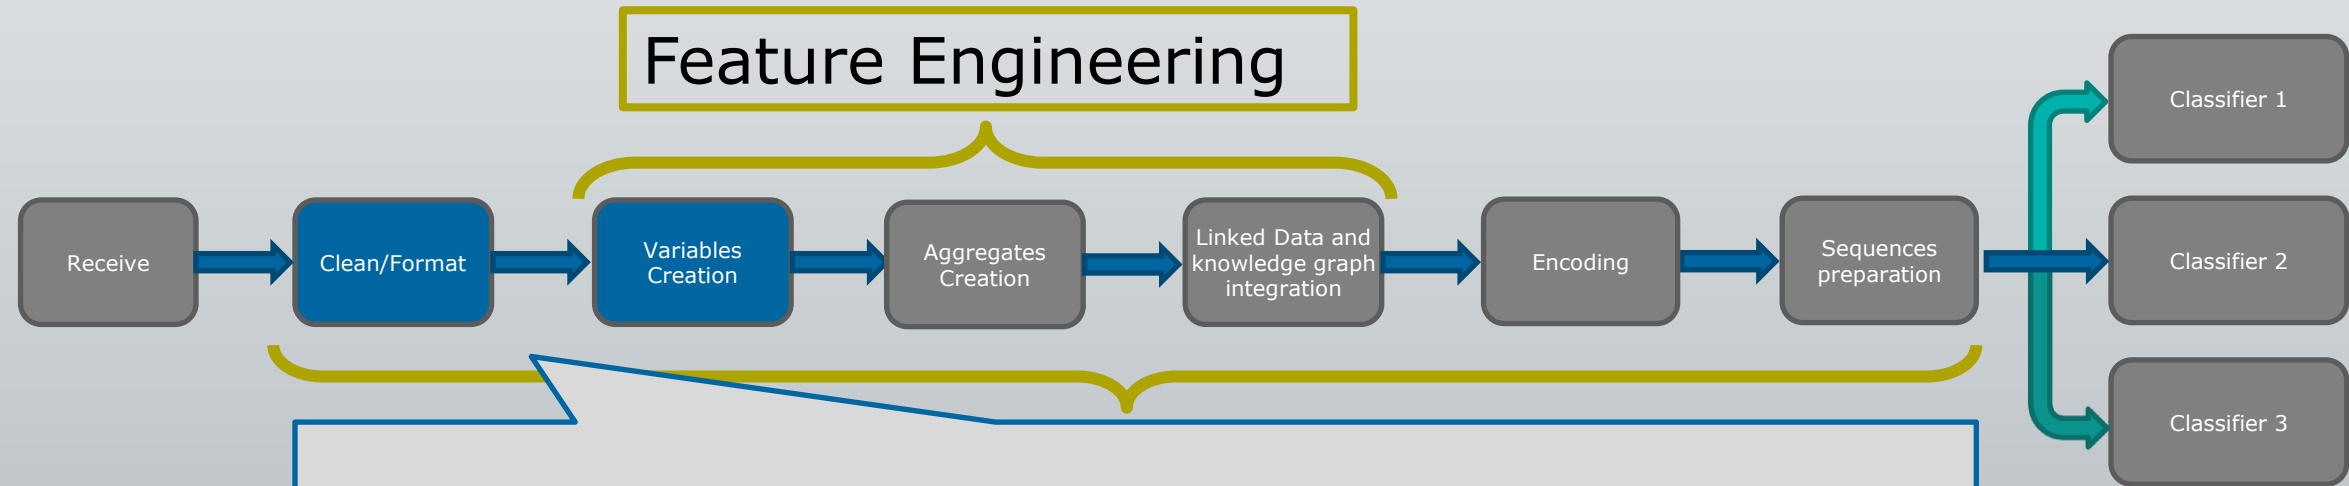 Feature Engineering
Receive
Clean/Format
Variables
Creation
Aggregates
Creation
Linked Data and
knowledge graph
integration
Encoding
Sequences
preparation
Classifier 1
Classifier 2
Classifier 3